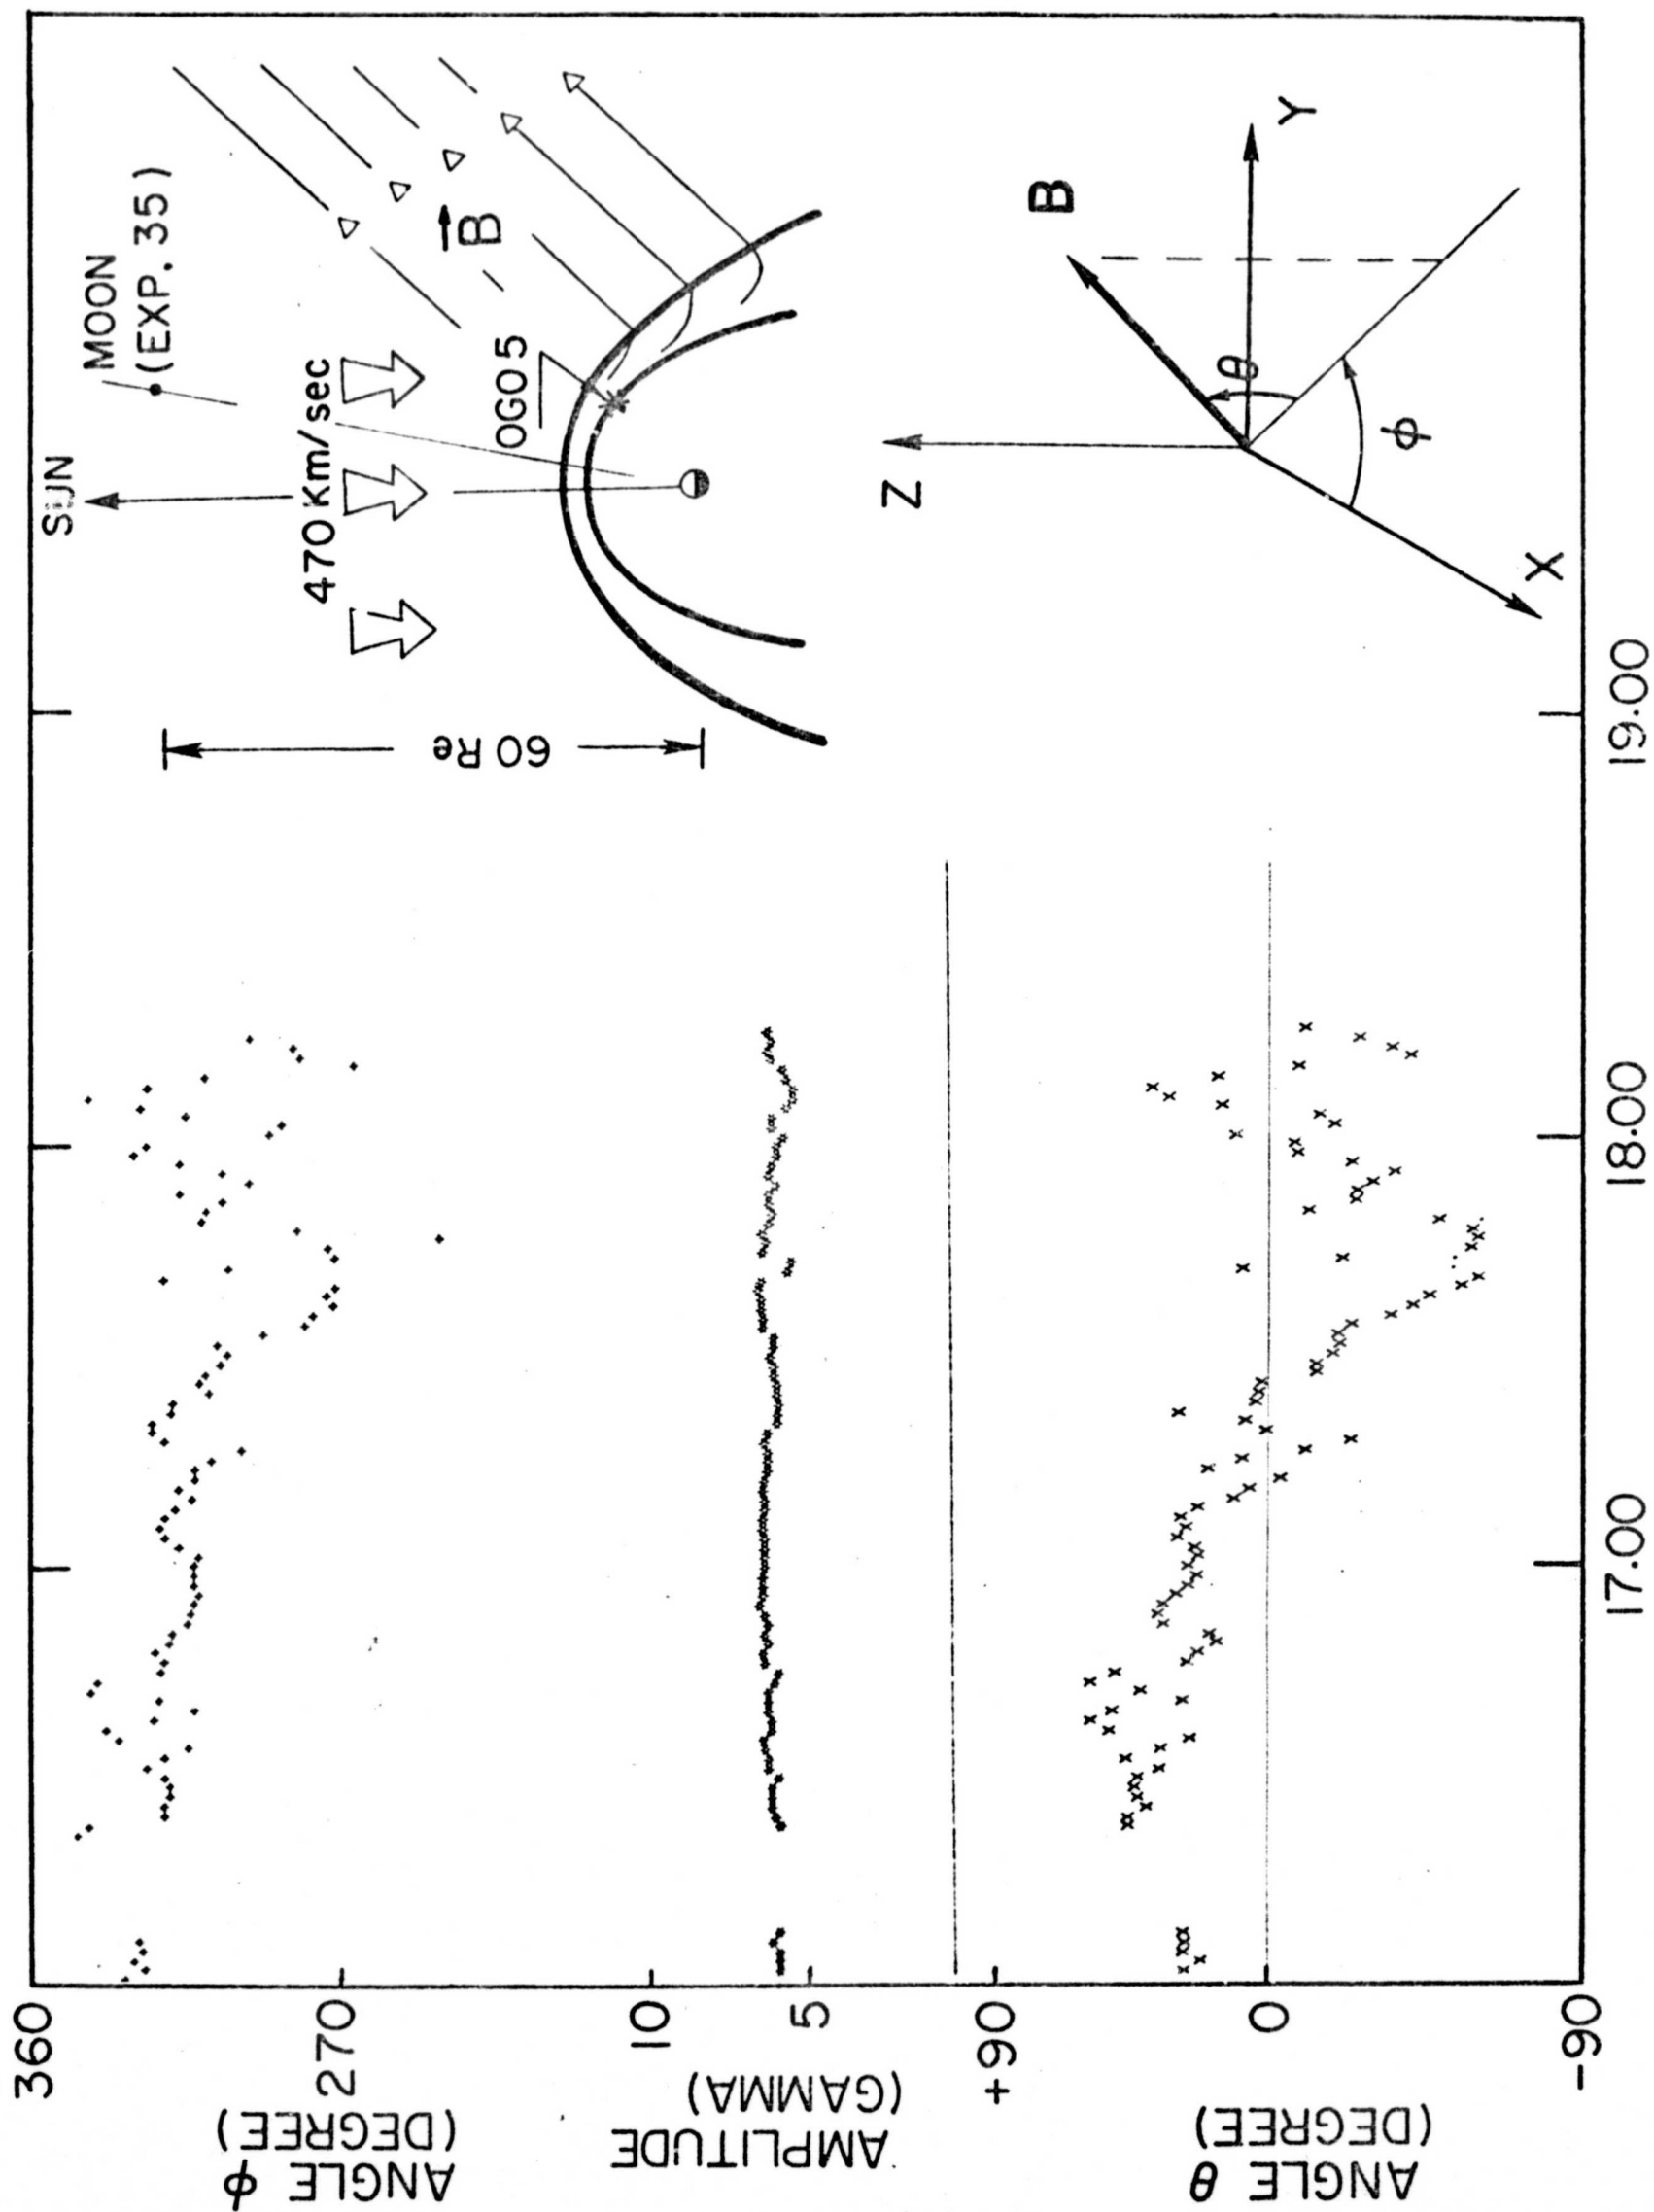 360
270
ANGLE ϕ
(DEGREE)
10
5
AMPLITUDE
(GAMMA)
+90
0
-90
ANGLE θ
(DEGREE)
17.00
18.00
19.00
SUN
MOON
(EXP. 35)
470 Km/sec
60 Re
OGO 5
B
Z
B
Y
θ
ϕ
X